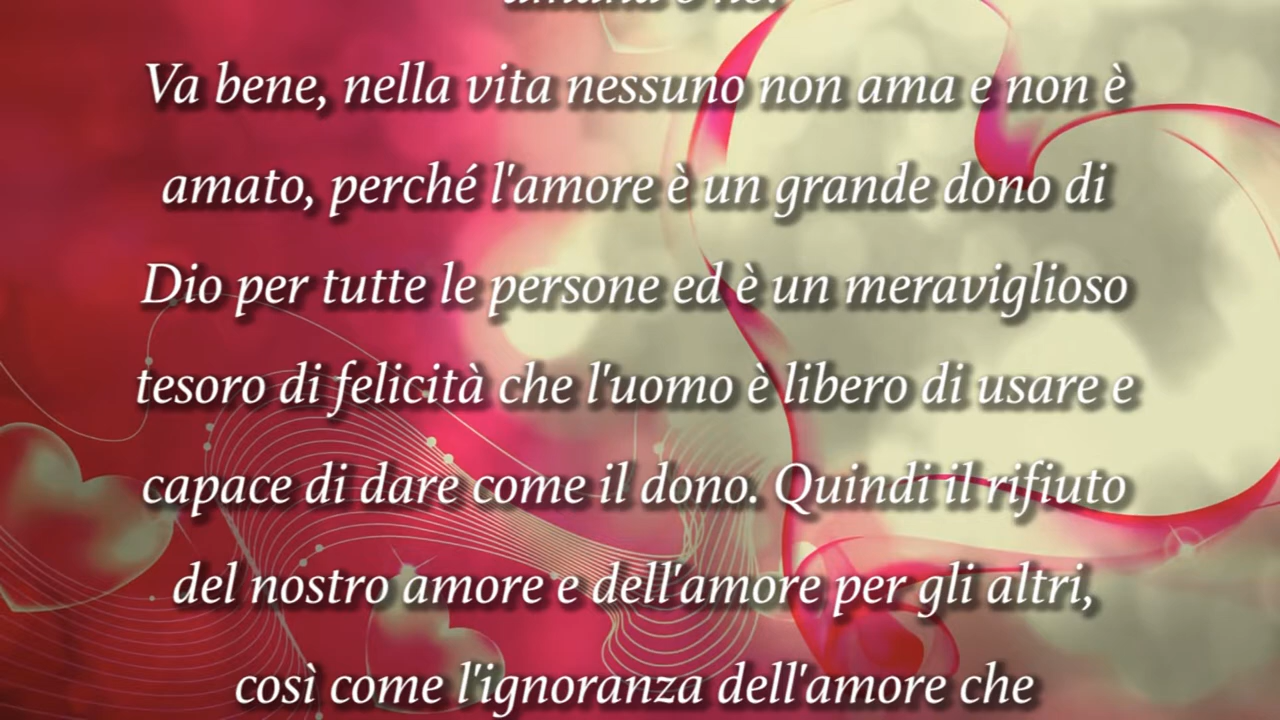 Va bene, nella vita nessuno non ama e non è
amato, perché l'amore è un grande dono di
Dio per tutte le persone ed è un meraviglioso
tesoro di felicità che l'uomo è libero di usare e
capace di dare come il dono. Quindi il rifiuto
del nostro amore e dell'amore per gli altri,
così come l'ignoranza dell'amore che